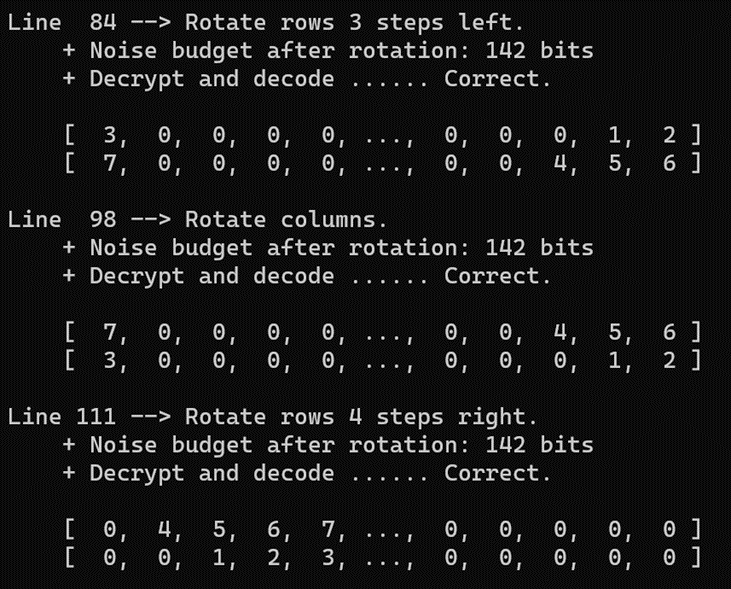 Line  84 --> Rotate rows 3 steps left.
    + Noise budget after rotation: 142 bits
    + Decrypt and decode ...... Correct.

    [  3,  0,  0,  0,  0, ...,  0,  0,  0,  1,  2 ]
    [  7,  0,  0,  0,  0, ...,  0,  0,  4,  5,  6 ]

Line  98 --> Rotate columns.
    + Noise budget after rotation: 142 bits
    + Decrypt and decode ...... Correct.

    [  7,  0,  0,  0,  0, ...,  0,  0,  4,  5,  6 ]
    [  3,  0,  0,  0,  0, ...,  0,  0,  0,  1,  2 ]

Line 111 --> Rotate rows 4 steps right.
    + Noise budget after rotation: 142 bits
    + Decrypt and decode ...... Correct.

    [  0,  4,  5,  6,  7, ...,  0,  0,  0,  0,  0 ]
    [  0,  0,  1,  2,  3, ...,  0,  0,  0,  0,  0 ]